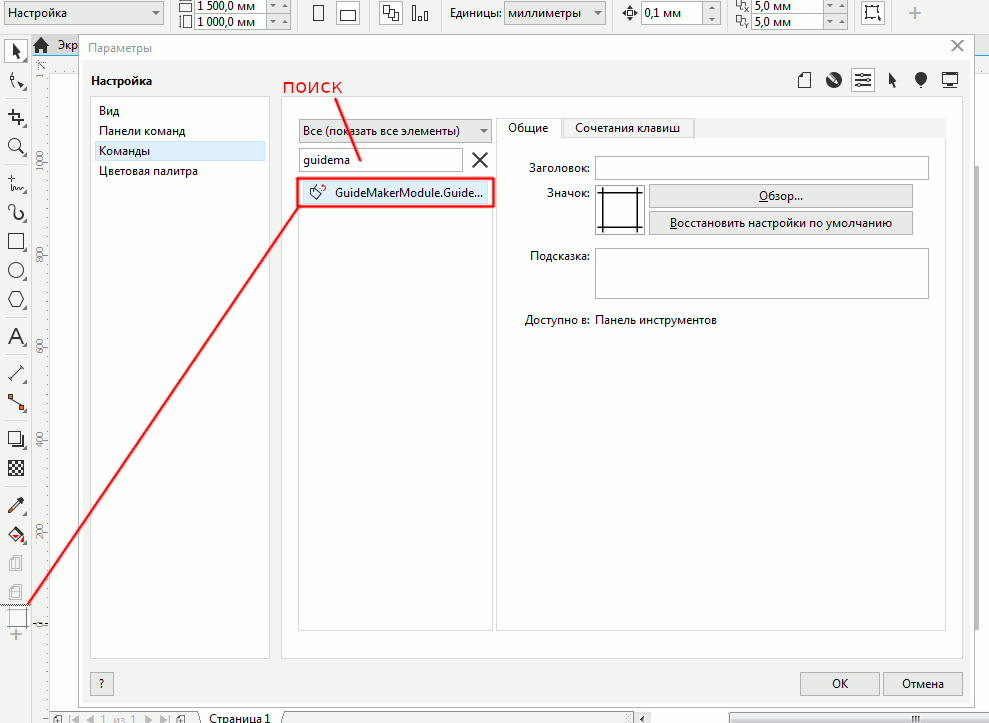 Настройка
1 500,0 мм
1 000,0 мм
Единицы: миллиметры
0,1 мм
5,0 мм
5,0 мм
Экр
Параметры
Настройка
Вид
Панели команд
Команды
Цветовая палитра
поиск
Все (показать все элементы)
guidema
GuideMakerModule.Guide...
Общие
Сочетания клавиш
Заголовок:
Значок:
Обзор...
Восстановить настройки по умолчанию
Подсказка:
Доступно в: Панель инструментов
1000
800
600
400
200
0
?
OK
Отмена
1 из 1
Страница 1